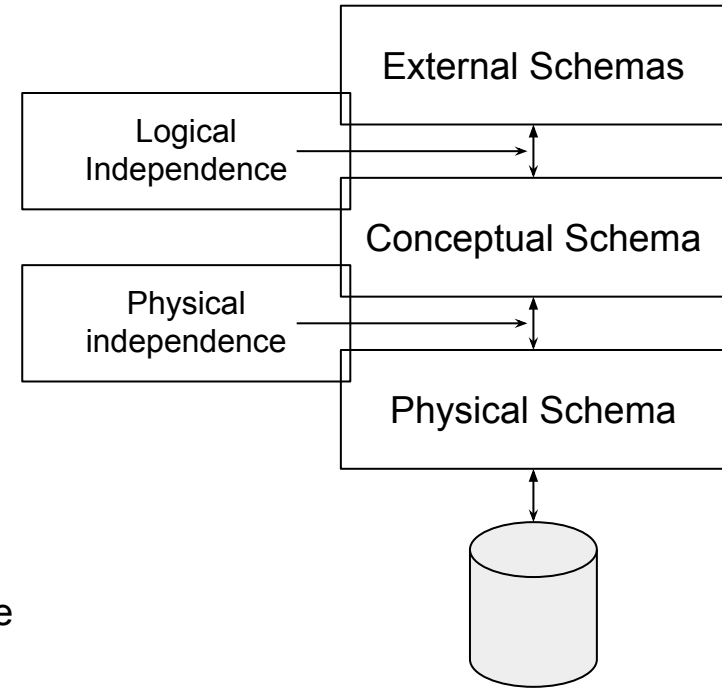 External Schemas
Logical
Independence
Conceptual Schema
Physical
independence
Physical Schema
e